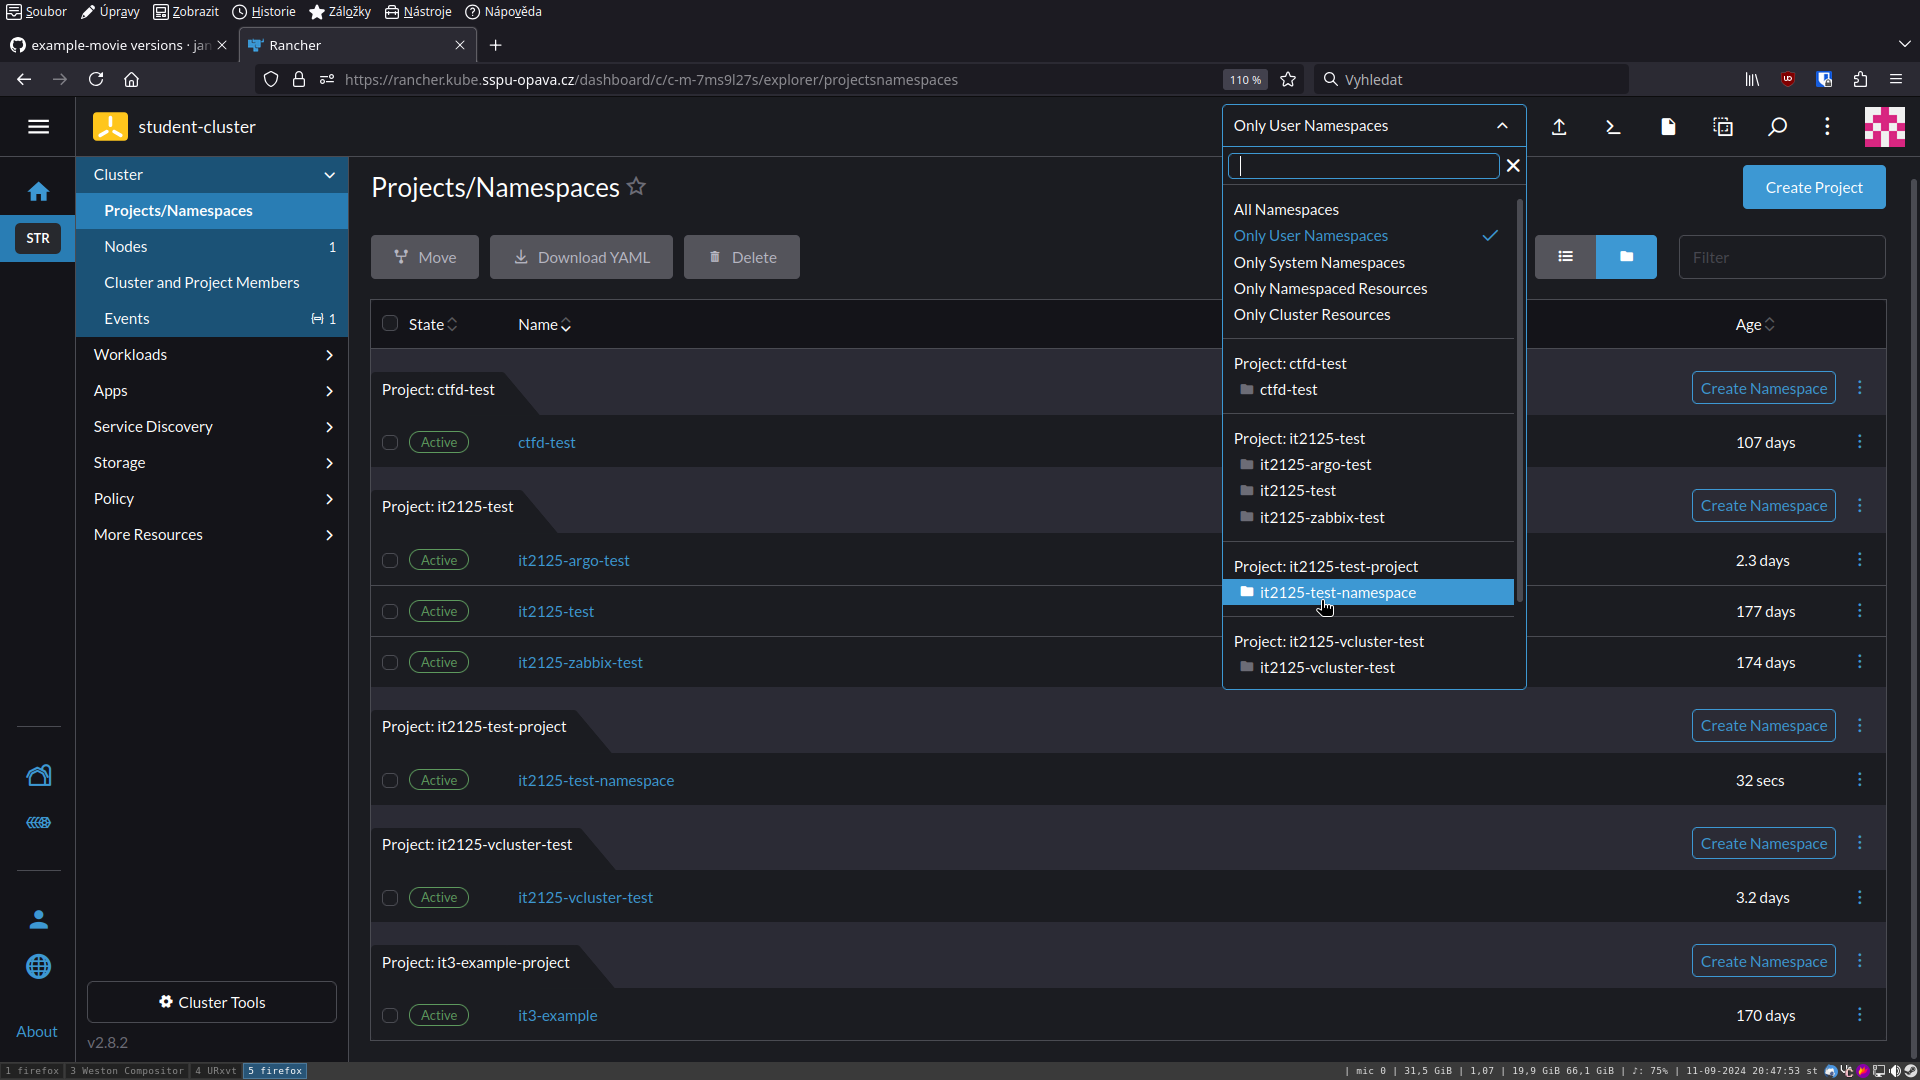 Soubor Úpravy Zobrazit Historie Záložky Nástroje Nápověda
example-movie versions · jan
Rancher
https://rancher.kube.sspu-opava.cz/dashboard/c/c-m-7ms9l27s/explorer/projectsnamespaces
110 %
Vyhledat
student-cluster
Only User Namespaces
Cluster
Projects/Namespaces
Nodes 1
Cluster and Project Members
Events 1
Workloads
Apps
Service Discovery
Storage
Policy
More Resources
STR
Cluster Tools
About
v2.8.2
Projects/Namespaces
Create Project
Move
Download YAML
Delete
Filter
State Name Age
Project: ctfd-test Create Namespace
Active ctfd-test 107 days
Project: it2125-test Create Namespace
Active it2125-argo-test 2.3 days
Active it2125-test 177 days
Active it2125-zabbix-test 174 days
Project: it2125-test-project Create Namespace
Active it2125-test-namespace 32 secs
Project: it2125-vcluster-test Create Namespace
Active it2125-vcluster-test 3.2 days
Project: it3-example-project Create Namespace
Active it3-example 170 days
All Namespaces
Only User Namespaces
Only System Namespaces
Only Namespaced Resources
Only Cluster Resources
Project: ctfd-test
ctfd-test
Project: it2125-test
it2125-argo-test
it2125-test
it2125-zabbix-test
Project: it2125-test-project
it2125-test-namespace
Project: it2125-vcluster-test
it2125-vcluster-test
1 firefox 3 Weston Compositor 4 URxvt 5 firefox
| mic 0 | 31,5 GiB | 1,07 | 19,9 GiB 66,1 GiB | ♪: 75% | 11-09-2024 20:47:53 st